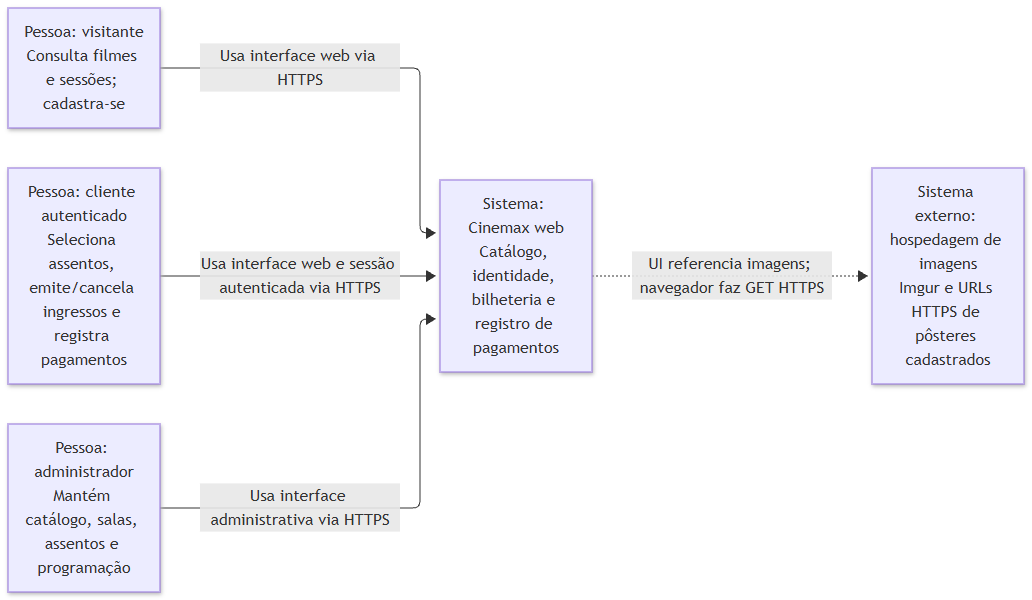 Pessoa: visitante
Consulta filmes
e sessões;
cadastra-se
Usa interface web via
HTTPS
Pessoa: cliente
autenticado
Seleciona
assentos,
emite/cancela
ingressos e
registra
pagamentos
Usa interface web e sessão
autenticada via HTTPS
Pessoa:
administrador
Mantém
catálogo, salas,
assentos e
programação
Usa interface
administrativa via HTTPS
Sistema:
Cinemax web
Catálogo,
identidade,
bilheteria e
registro de
pagamentos
UI referencia imagens;
navegador faz GET HTTPS
Sistema
externo:
hospedagem de
imagens
Imgur e URLs
HTTPS de
pôsteres
cadastrados